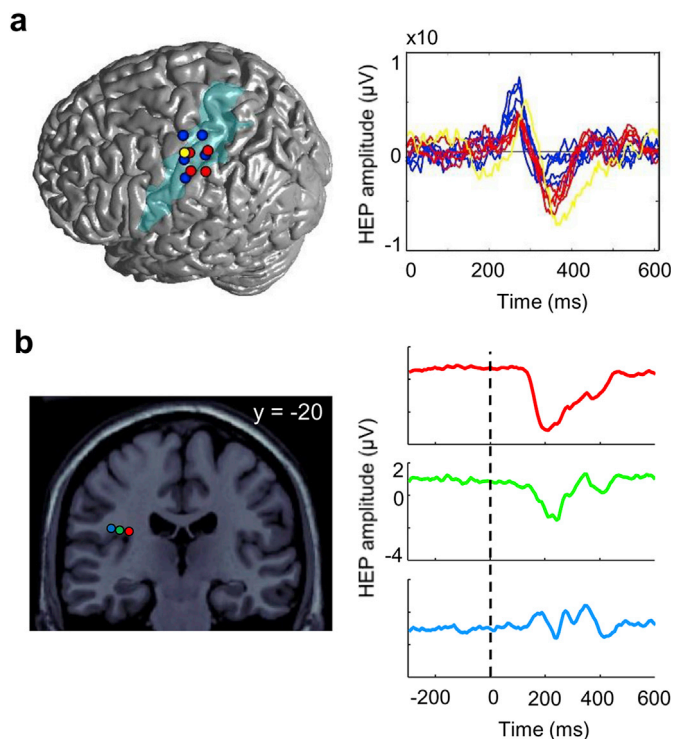 a
x10
1
0
-1
HEP amplitude (µV)
0 200 400 600
Time (ms)
b
y = -20
HEP amplitude (µV)
2
0
-4
-200 0 200 400 600
Time (ms)